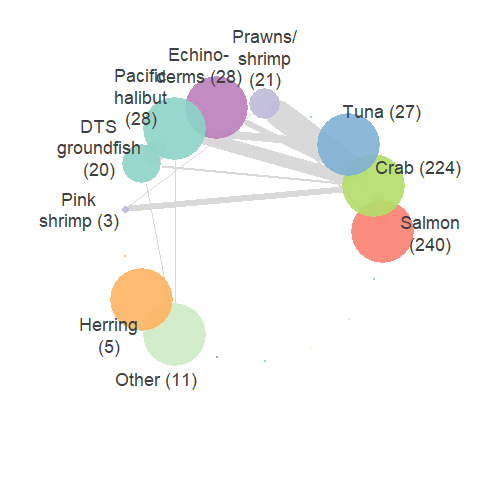 Prawns/
shrimp
(21)
Echino-
derms (28)
Pacific
halibut
(28)
Tuna (27)
DTS
groundfish
(20)
Crab (224)
Pink
shrimp (3)
Salmon
(240)
Herring
(5)
Other (11)